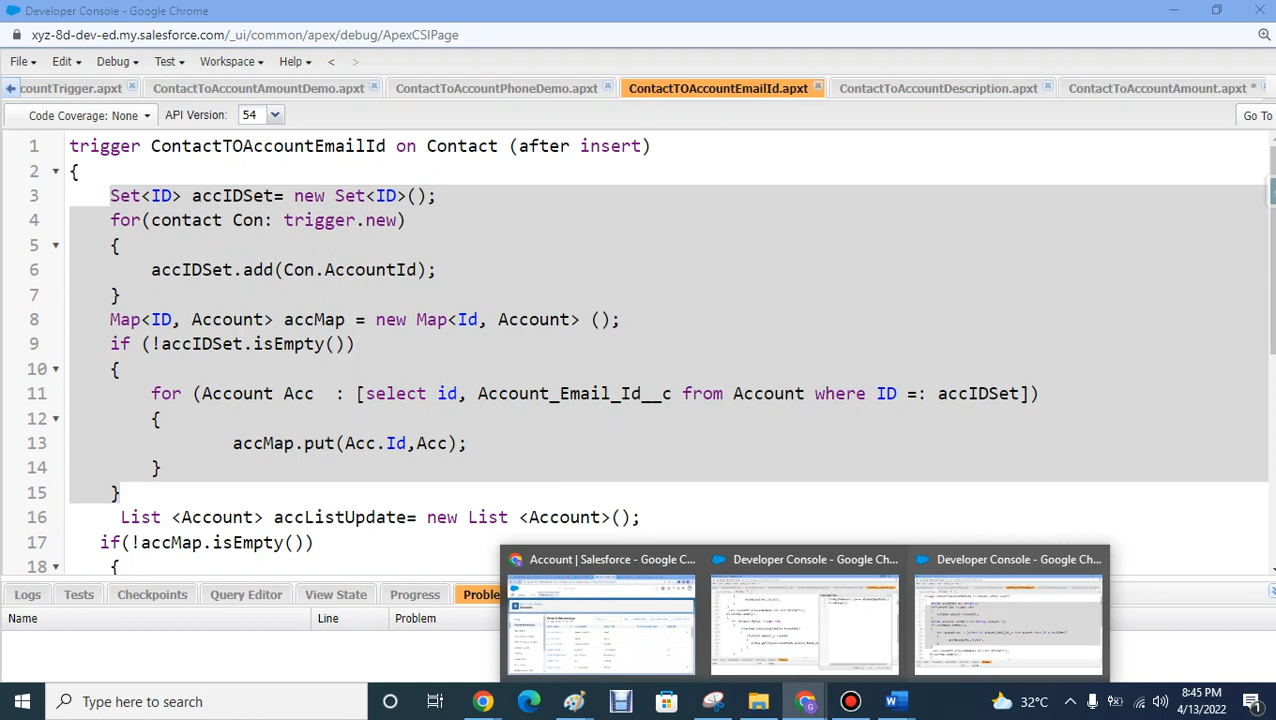 Developer Console - Google Chrome
xyz-8d-dev-ed.my.salesforce.com/_ui/common/apex/debug/ApexCSIPage
File Edit Debug Test Workspace Help < >
countTrigger.apxt ContactToAccountAmountDemo.apxt ContactTOAccountPhoneDemo.apxt ContactTOAccountEmailId.apxt ContactToAccountDescription.apxt ContactToAccountAmount.apxt *
Code Coverage: None API Version: 54 Go To
1 trigger ContactTOAccountEmailId on Contact (after insert)
2 {
3 Set<ID> accIDSet= new Set<ID>();
4 for(contact Con: trigger.new)
5 {
6 accIDSet.add(Con.AccountId);
7 }
8 Map<ID, Account> accMap = new Map<Id, Account> ();
9 if (!accIDSet.isEmpty())
10 {
11 for (Account Acc : [select id, Account_Email_Id__c from Account where ID =: accIDSet])
12 {
13 accMap.put(Acc.Id,Acc);
14 }
15 }
16 List <Account> accListUpdate= new List <Account>();
17 if(!accMap.isEmpty())
18 {
Account | Salesforce - Google C... Developer Console - Google Chr... Developer Console - Google Chr...
Logs Tests Checkpoints Query Editor View State Progress Proble
Name Line Problem
Type here to search
32°C
8:45 PM
4/13/2022